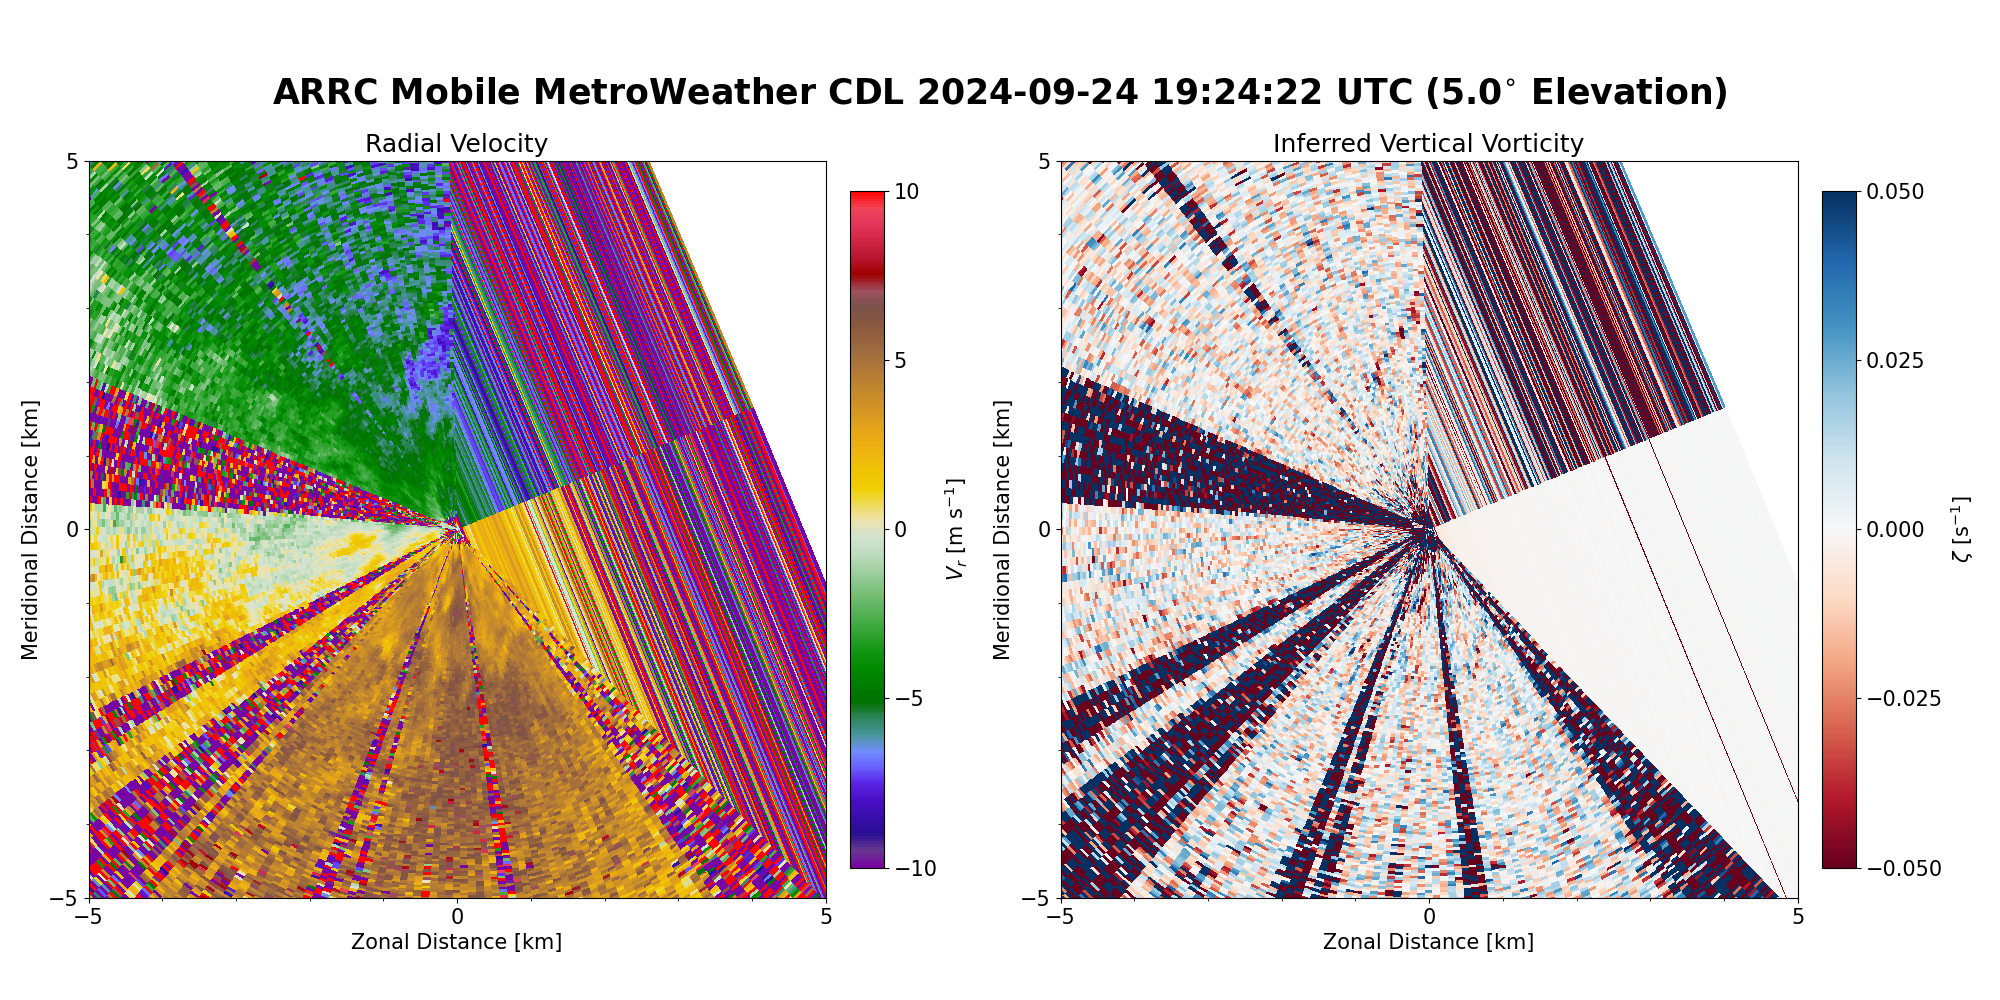 ARRC Mobile MetroWeather CDL 2024-09-24 19:24:22 UTC (5.0° Elevation)
Radial Velocity
5
0
−5
−5
0
5
Zonal Distance [km]
Meridional Distance [km]
10
5
0
−5
−10
V_r [m s⁻¹]
Inferred Vertical Vorticity
5
0
−5
−5
0
5
Zonal Distance [km]
Meridional Distance [km]
0.050
0.025
0.000
−0.025
−0.050
ζ [s⁻¹]